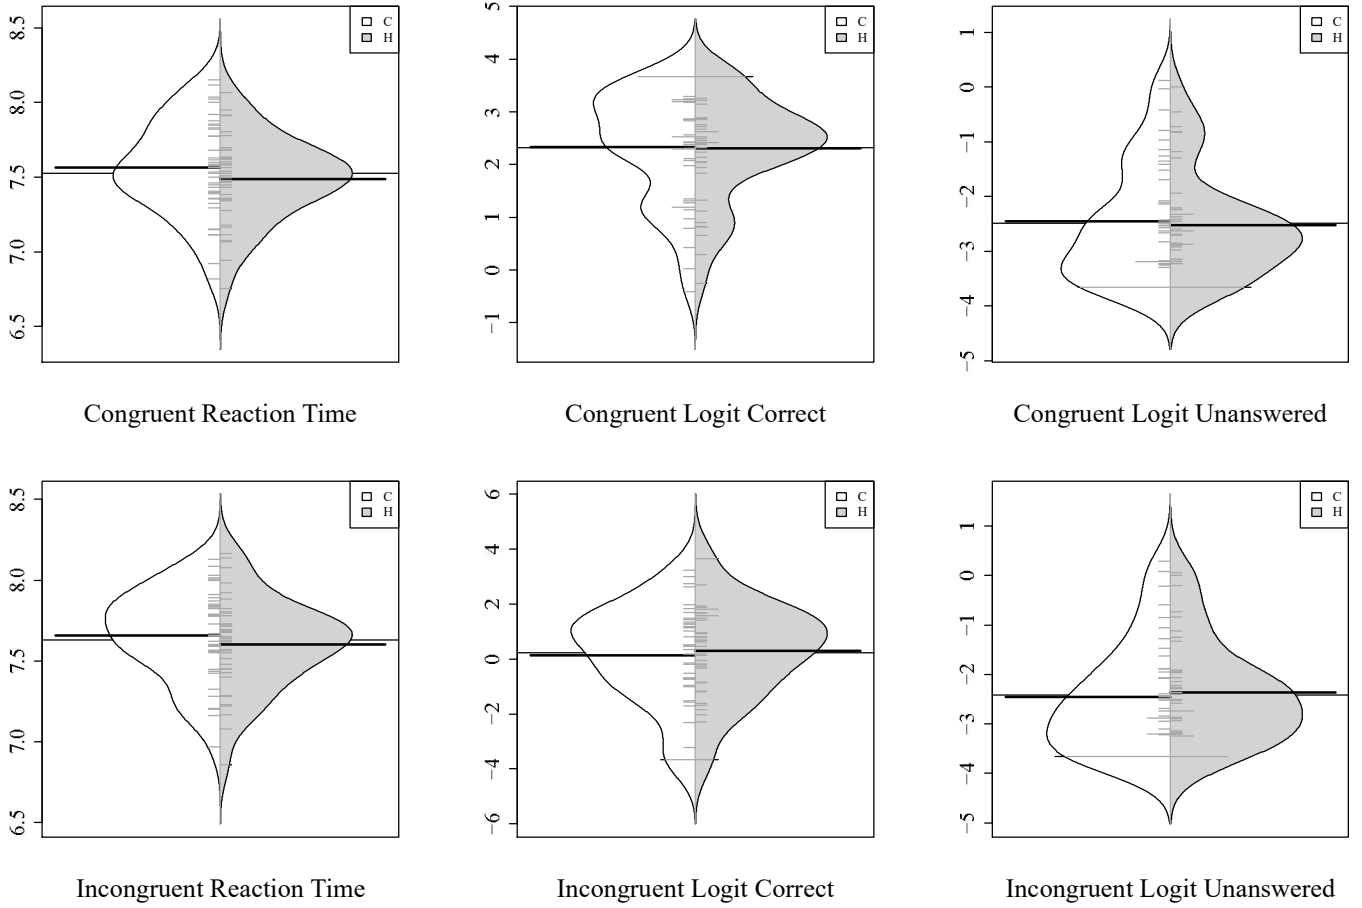 8.5
8.0
7.5
7.0
6.5
C
H
Congruent Reaction Time
5
4
3
2
1
0
−1
C
H
Congruent Logit Correct
1
0
−1
−2
−3
−4
−5
C
H
Congruent Logit Unanswered
8.5
8.0
7.5
7.0
6.5
C
H
Incongruent Reaction Time
6
4
2
0
−2
−4
−6
C
H
Incongruent Logit Correct
1
0
−1
−2
−3
−4
−5
C
H
Incongruent Logit Unanswered